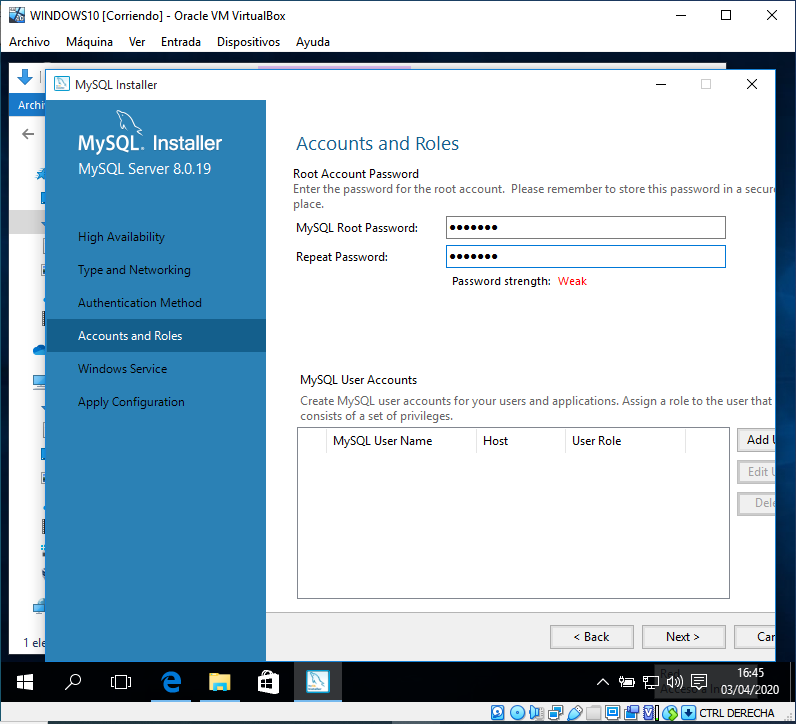 WINDOWS10 [Corriendo] - Oracle VM VirtualBox
Archivo Máquina Ver Entrada Dispositivos Ayuda
MySQL Installer
Archi
MySQL. Installer
MySQL Server 8.0.19
High Availability
Type and Networking
Authentication Method
Accounts and Roles
Windows Service
Apply Configuration
Accounts and Roles
Root Account Password
Enter the password for the root account. Please remember to store this password in a secure
place.
MySQL Root Password: ●●●●●●●
Repeat Password: ●●●●●●●
Password strength: Weak
MySQL User Accounts
Create MySQL user accounts for your users and applications. Assign a role to the user that
consists of a set of privileges.
MySQL User Name Host User Role
Add U
Edit U
Dele
< Back Next > Can
1 ele
16:45
03/04/2020
CTRL DERECHA